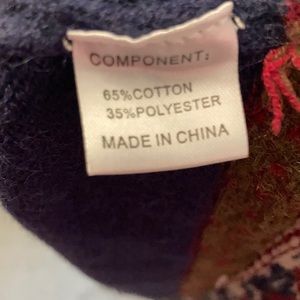 COMPONENT:
65%COTTON
35%POLYESTER
MADE IN CHINA